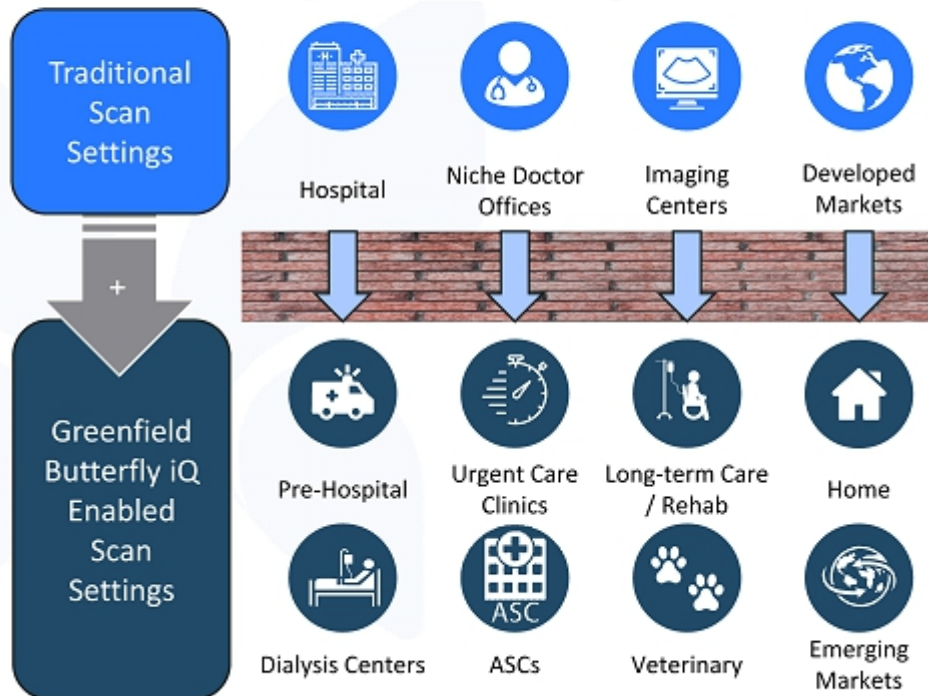 Traditional
Scan
Settings
-H-
Hospital
Niche Doctor
Offices
Imaging
Centers
Developed
Markets
+
Greenfield
Butterfly iQ
Enabled
Scan
Settings
Pre-Hospital
Urgent Care
Clinics
Long-term Care
/ Rehab
Home
ASC
Dialysis Centers
ASCs
Veterinary
Emerging
Markets